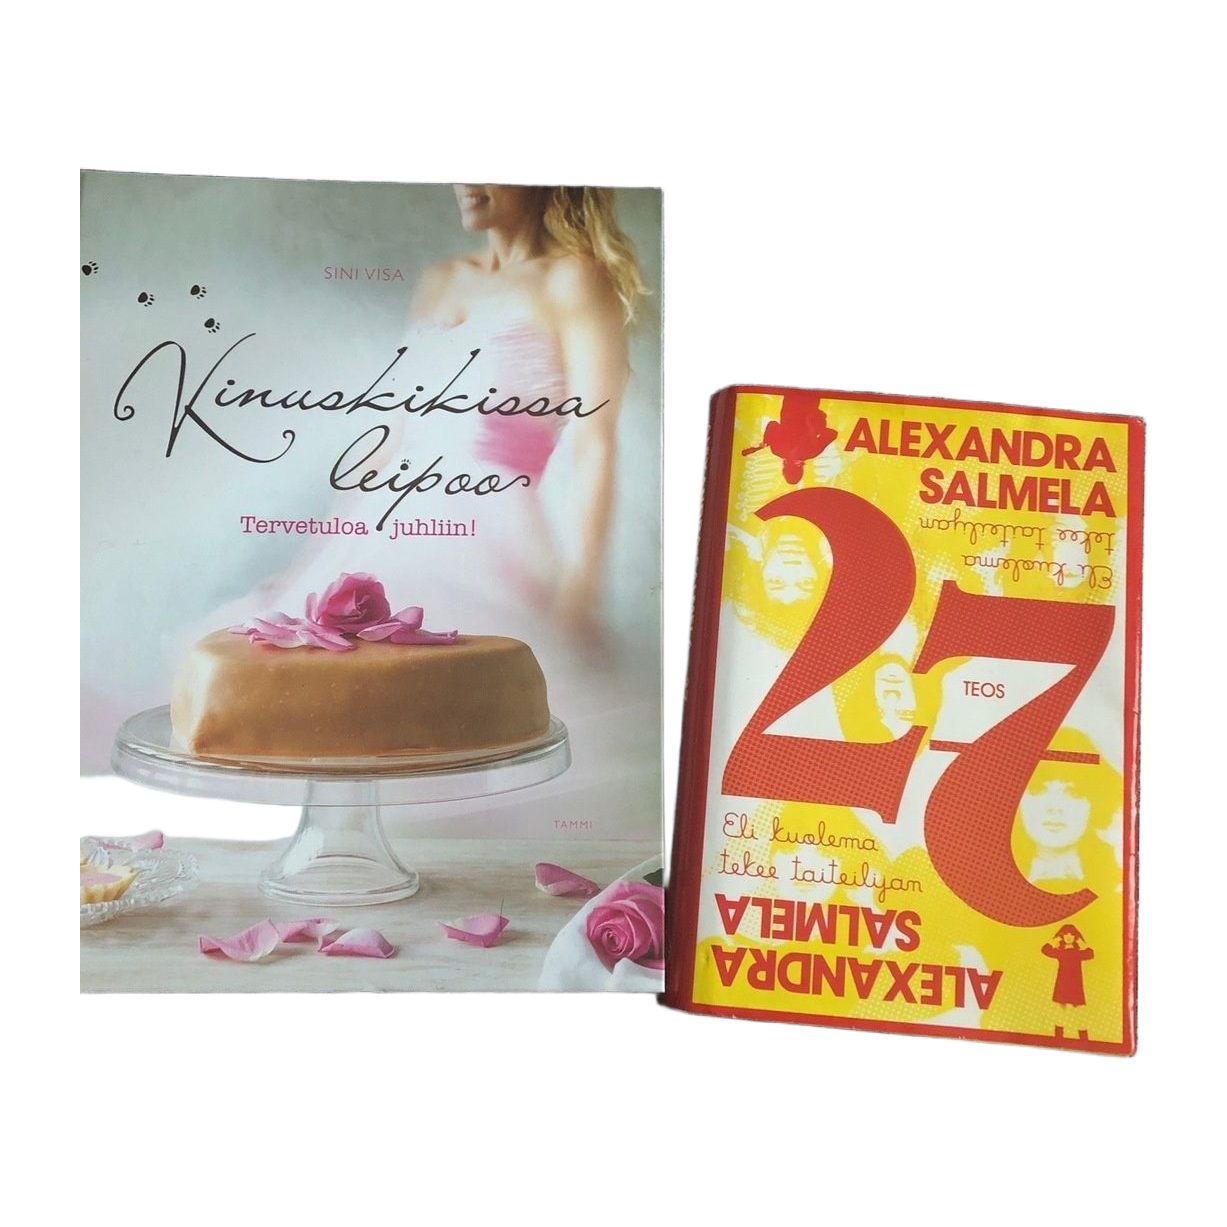 SINI VISA
Kinuskikissa
leipoo
Tervetuloa juhliin!
TAMMI
ALEXANDRA
SALMELA
Eli kuolema
tekee taiteilijan
27
TEOS
27
Eli kuolema
tekee taiteilijan
ALEXANDRA
SALMELA